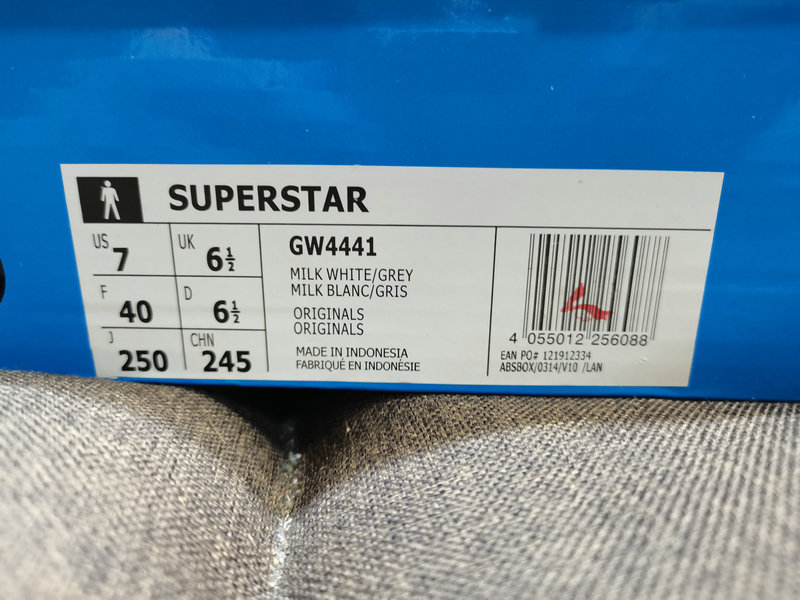 SUPERSTAR
US 7 UK 6½
F 40 D 6½
J 250 CHN 245
GW4441
MILK WHITE/GREY
MILK BLANC/GRIS
ORIGINALS
ORIGINALS
MADE IN INDONESIA
FABRIQUÉ EN INDONÉSIE
4 055012 256088
EAN PO# 121912334
ABSBOX/0314/V10 /LAN